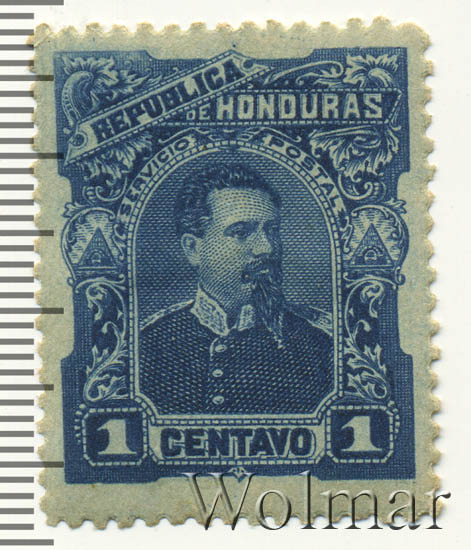 REPUBLICA
DE HONDURAS
SERVICIO POSTAL
1 CENTAVO 1
Wolmar